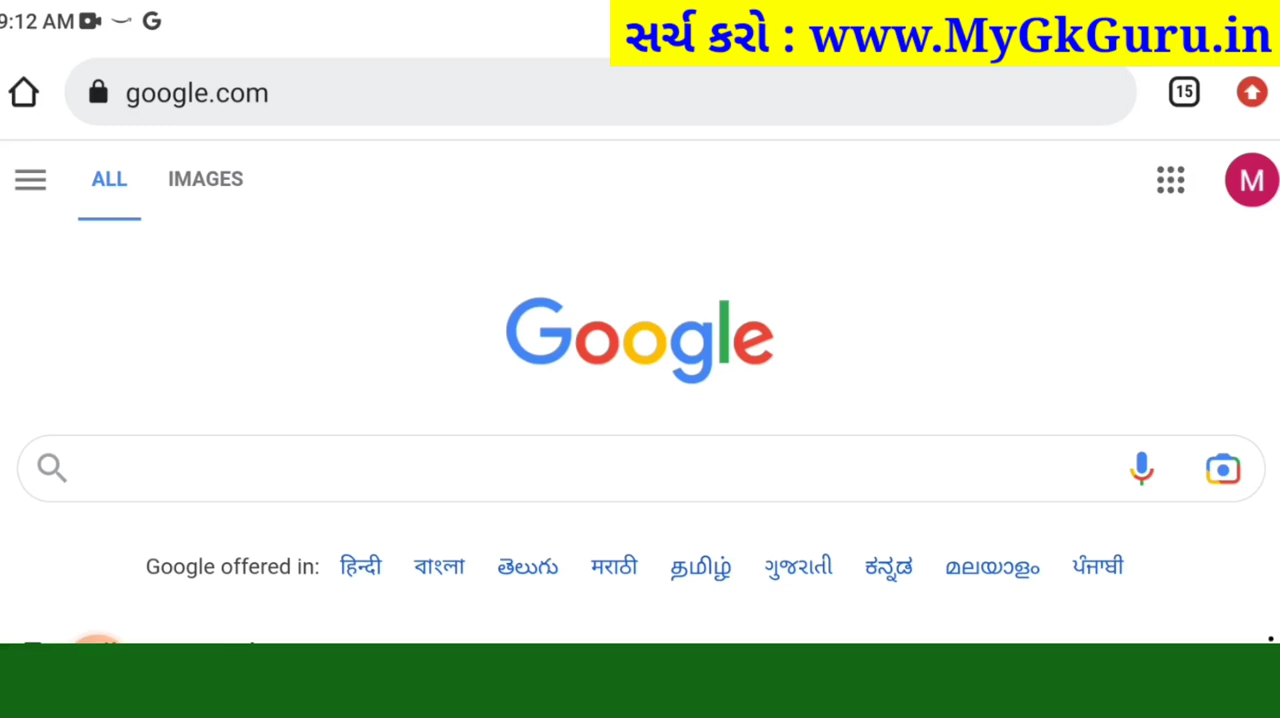 9:12 AM G
સર્ચ કરો : www.MyGkGuru.in
google.com
15
ALL IMAGES
M
Google
Google offered in: हिन्दी বাংলা తెలుగు मराठी தமிழ் ગુજરાતી ಕನ್ನಡ മലയാളം ਪੰਜਾਬੀ